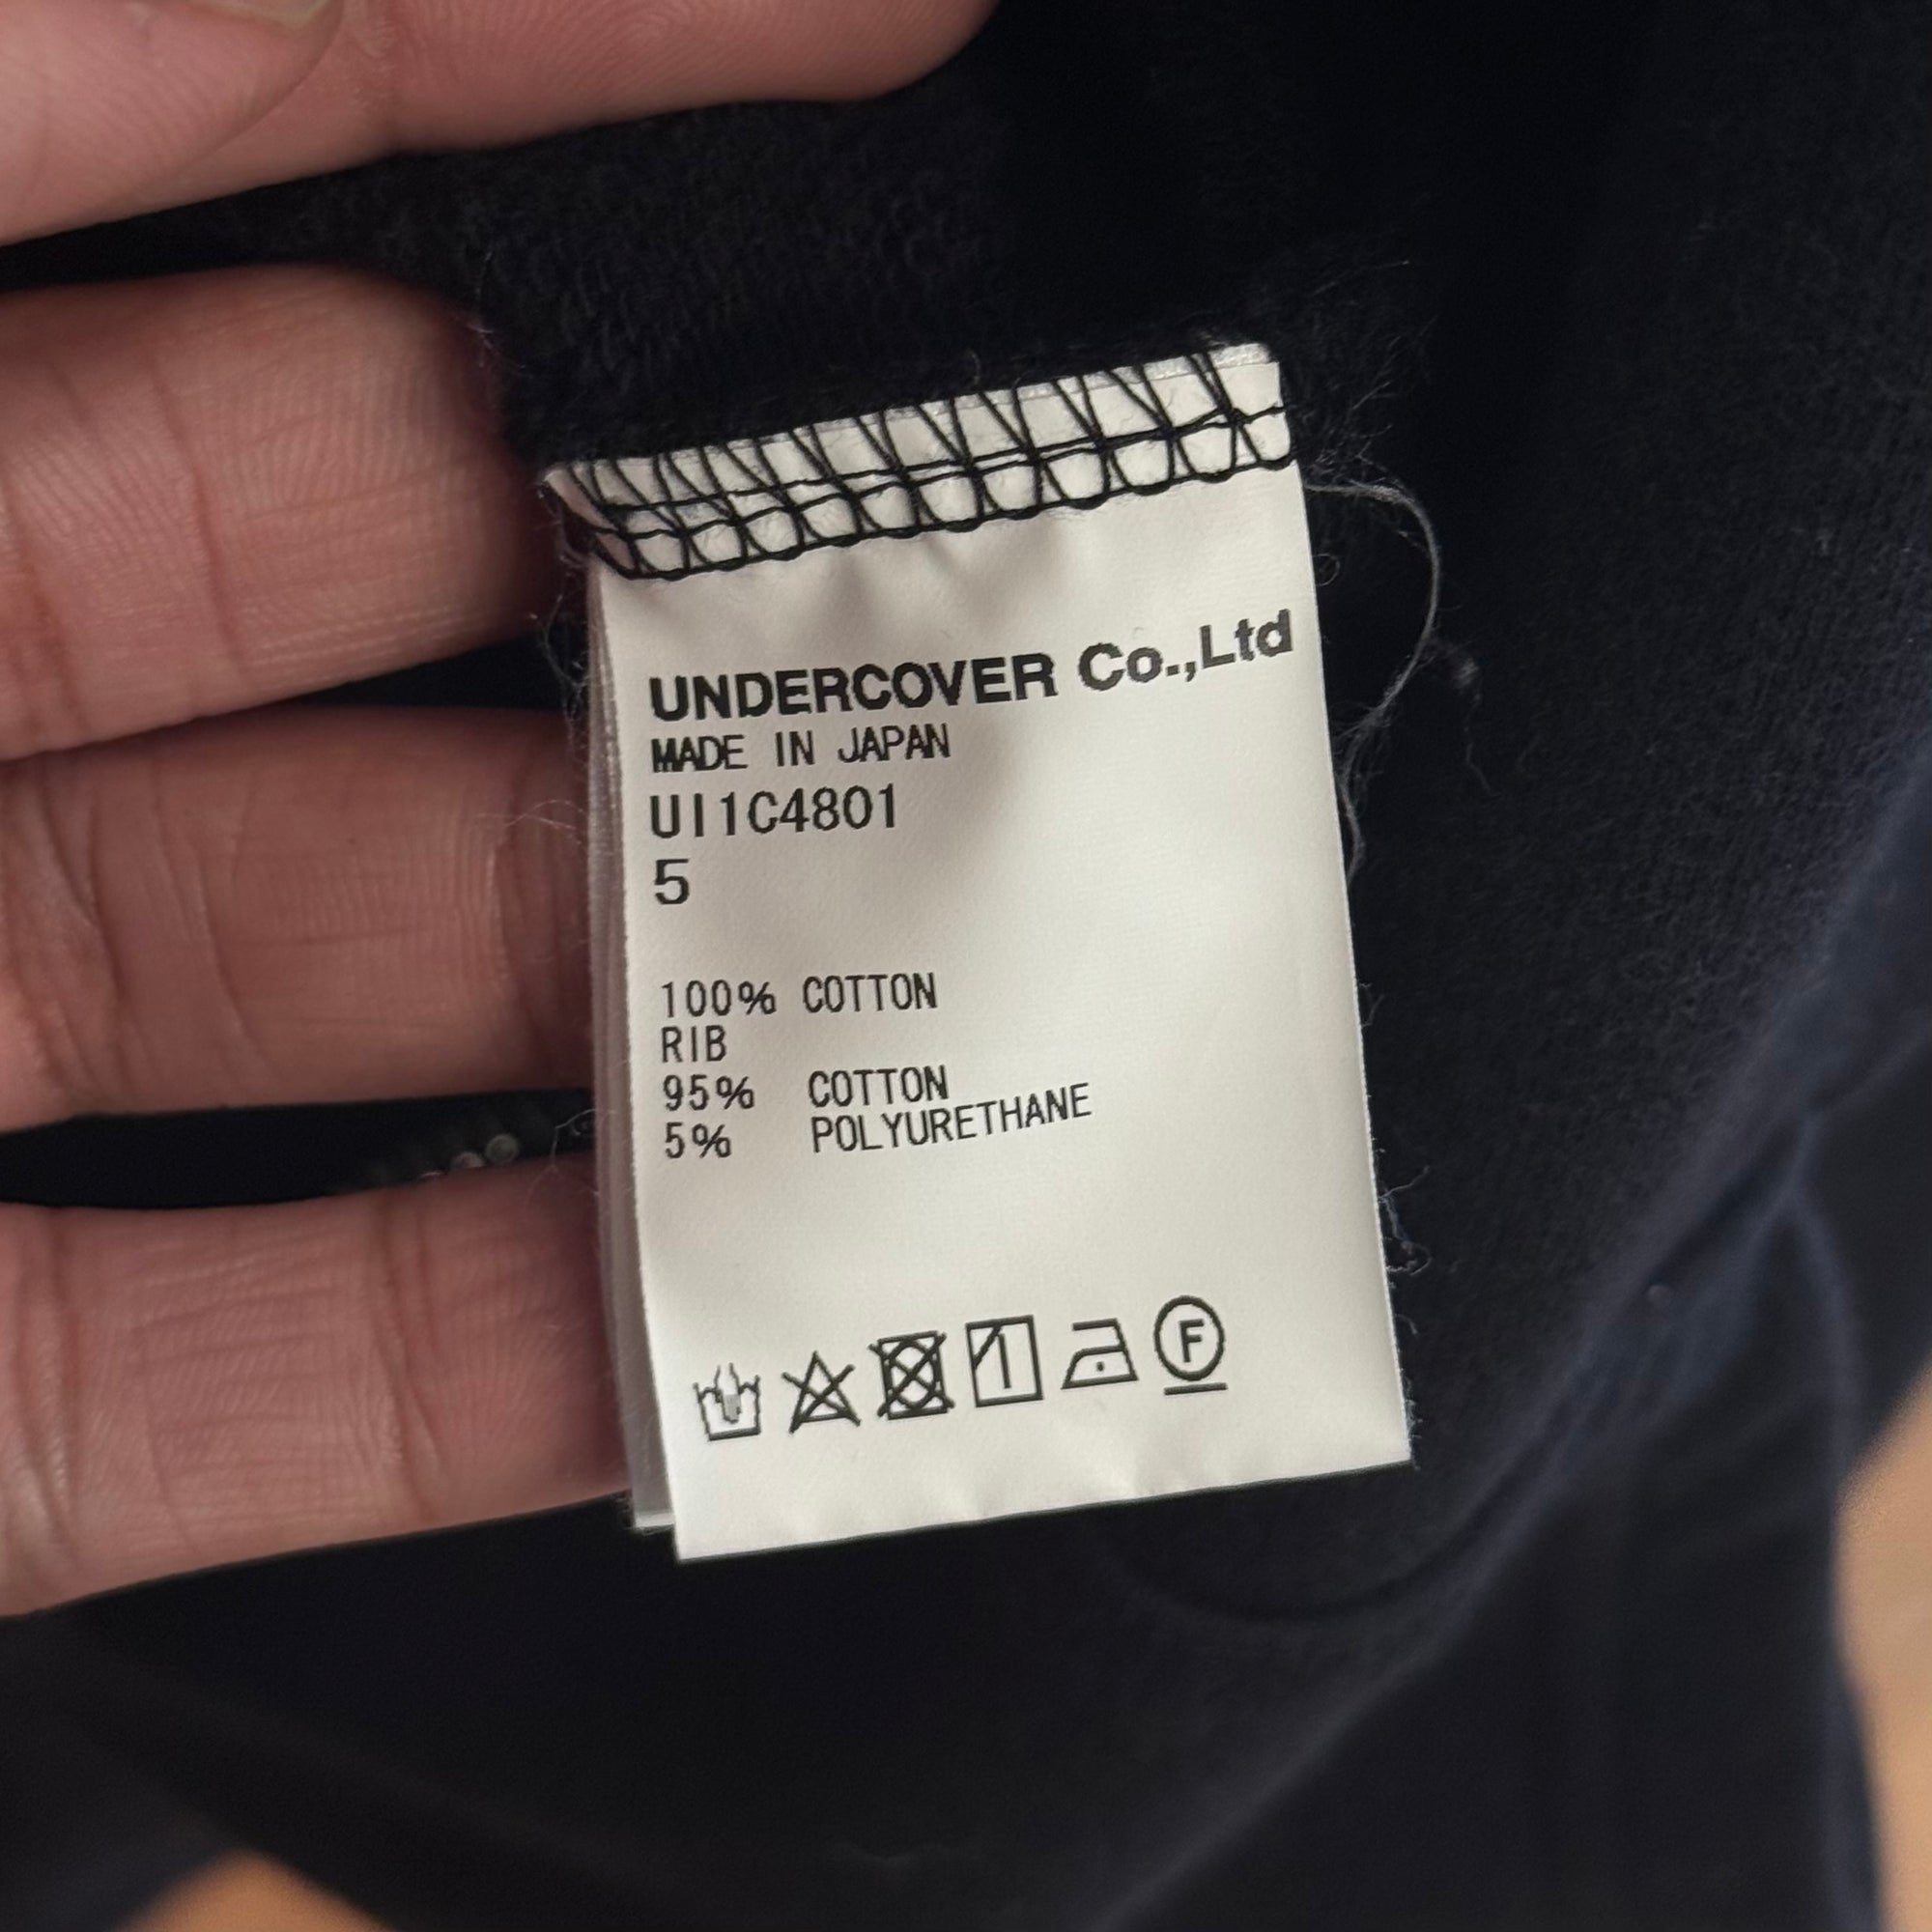 UNDERCOVER Co.,Ltd
MADE IN JAPAN
UI1C4801
5
100% COTTON
RIB
95% COTTON
5% POLYURETHANE
F